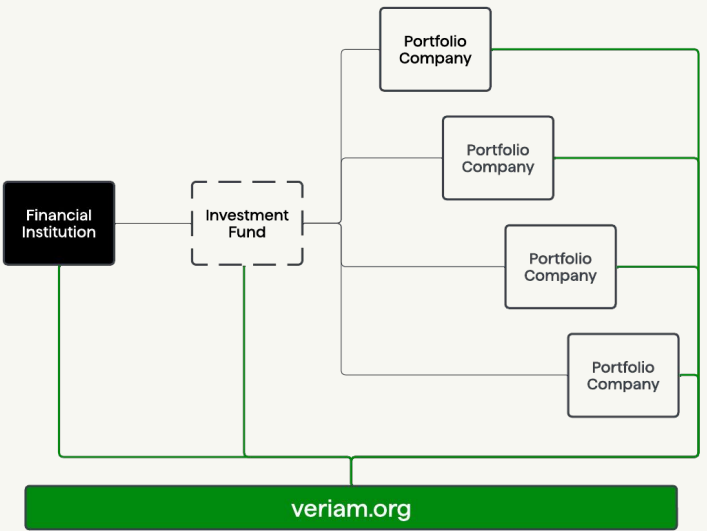 Portfolio
Company
Portfolio
Company
Financial
Institution
Investment
Fund
Portfolio
Company
Portfolio
Company
veriam.org